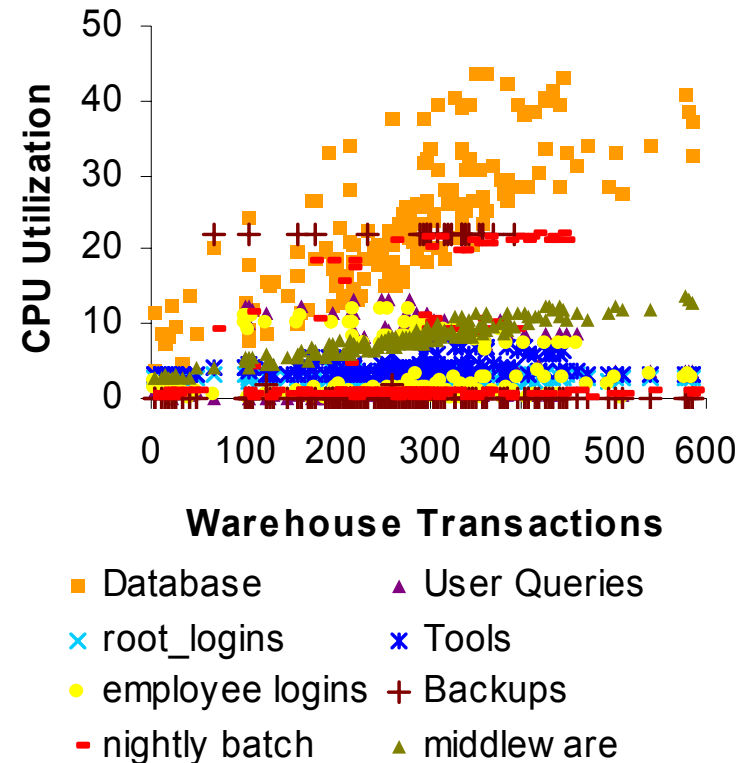 50
40
30
20
10
0
CPU Utilization
0 100 200 300 400 500 600
Warehouse Transactions
Database User Queries
root_logins Tools
employee logins Backups
nightly batch middlew are